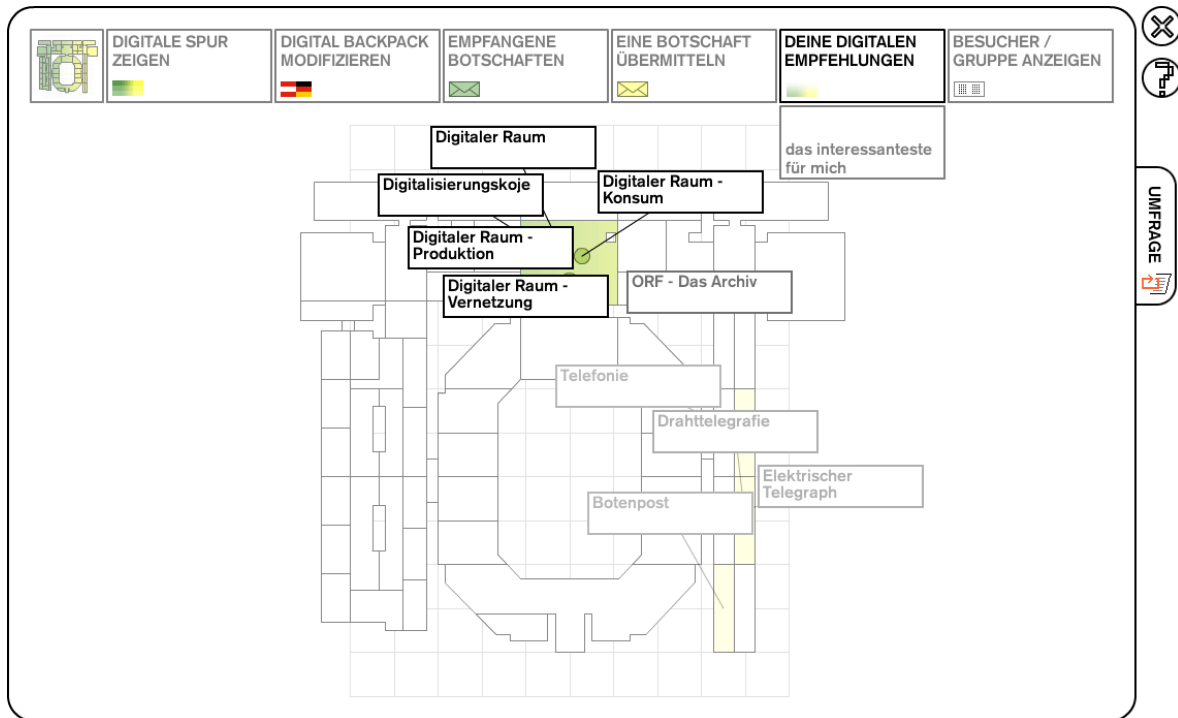 DIGITALE SPUR
ZEIGEN
DIGITAL BACKPACK
MODIFIZIEREN
EMPFANGENE
BOTSCHAFTEN
EINE BOTSCHAFT
ÜBERMITTELN
DEINE DIGITALEN
EMPFEHLUNGEN
BESUCHER /
GRUPPE ANZEIGEN
das interessanteste
für mich
UMFRAGE
Digitaler Raum
Digitalisierungskoje
Digitaler Raum -
Konsum
Digitaler Raum -
Produktion
Digitaler Raum -
Vernetzung
ORF - Das Archiv
Telefonie
Drahttelegrafie
Elektrischer
Telegraph
Botenpost